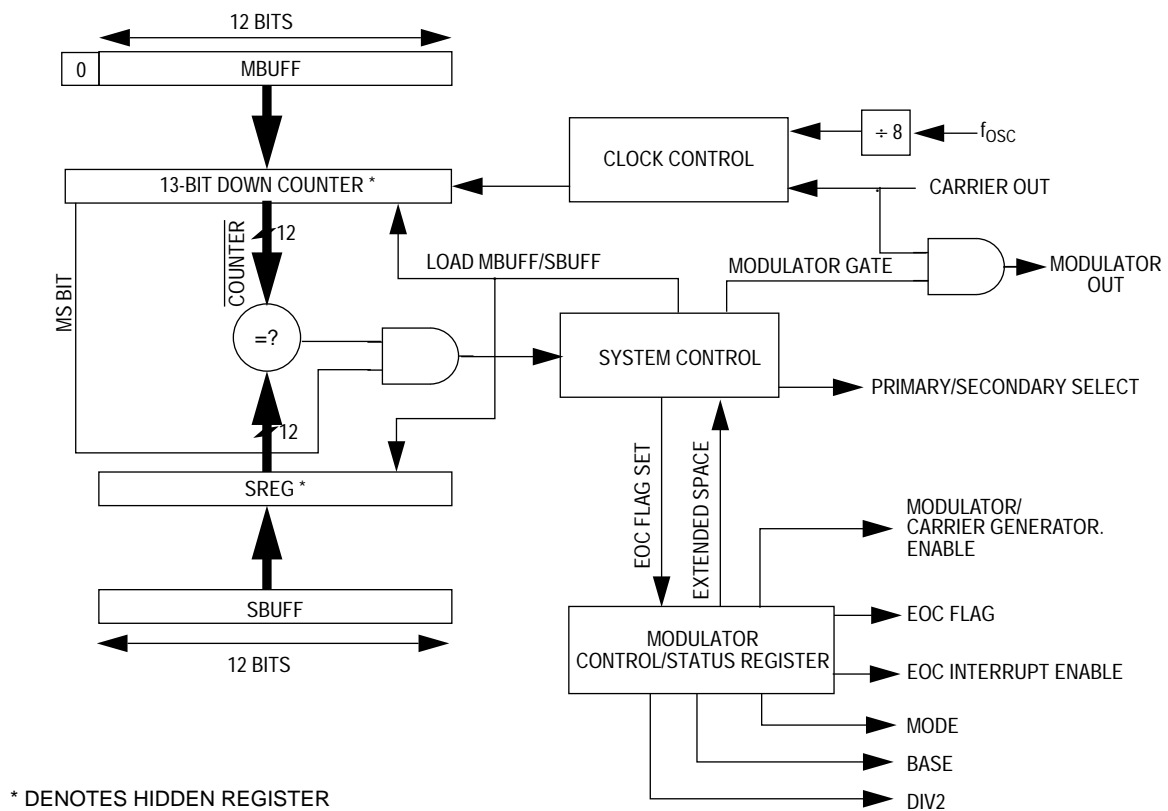 12 BITS
0
MBUFF
÷ 8
fOSC
CLOCK CONTROL
13-BIT DOWN COUNTER *
CARRIER OUT
12
COUNTER
LOAD MBUFF/SBUFF
MODULATOR GATE
MODULATOR
OUT
MS BIT
=?
SYSTEM CONTROL
PRIMARY/SECONDARY SELECT
12
SREG *
EOC FLAG SET
EXTENDED SPACE
MODULATOR/
CARRIER GENERATOR.
ENABLE
SBUFF
EOC FLAG
MODULATOR
CONTROL/STATUS REGISTER
12 BITS
EOC INTERRUPT ENABLE
MODE
BASE
DIV2
* DENOTES HIDDEN REGISTER